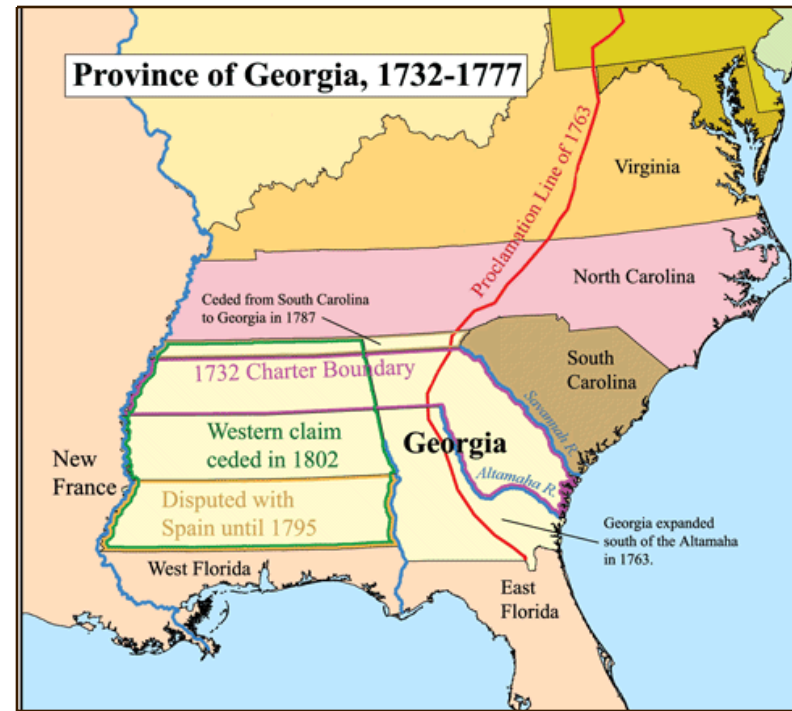 Province of Georgia, 1732-1777
Proclamation Line of 1763
Virginia
North Carolina
Ceded from South Carolina
to Georgia in 1787
South
Carolina
1732 Charter Boundary
Savannah R.
Western claim
ceded in 1802
Georgia
New
France
Altamaha R.
Disputed with
Spain until 1795
Georgia expanded
south of the Altamaha
in 1763.
West Florida
East
Florida